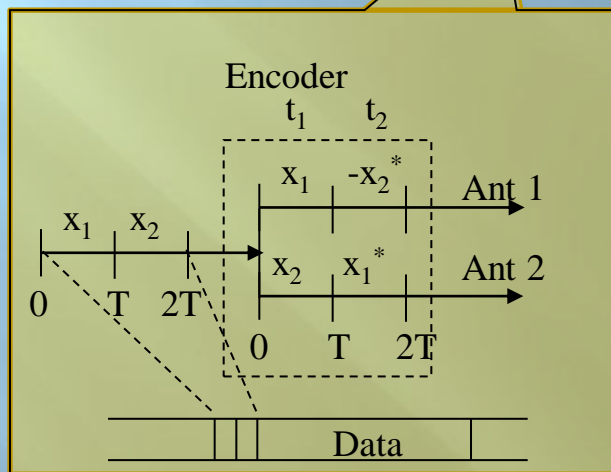 Encoder
t₁ t₂
x₁ -x₂* Ant 1
x₁ x₂
x₂ x₁* Ant 2
0 T 2T
0 T 2T
Data